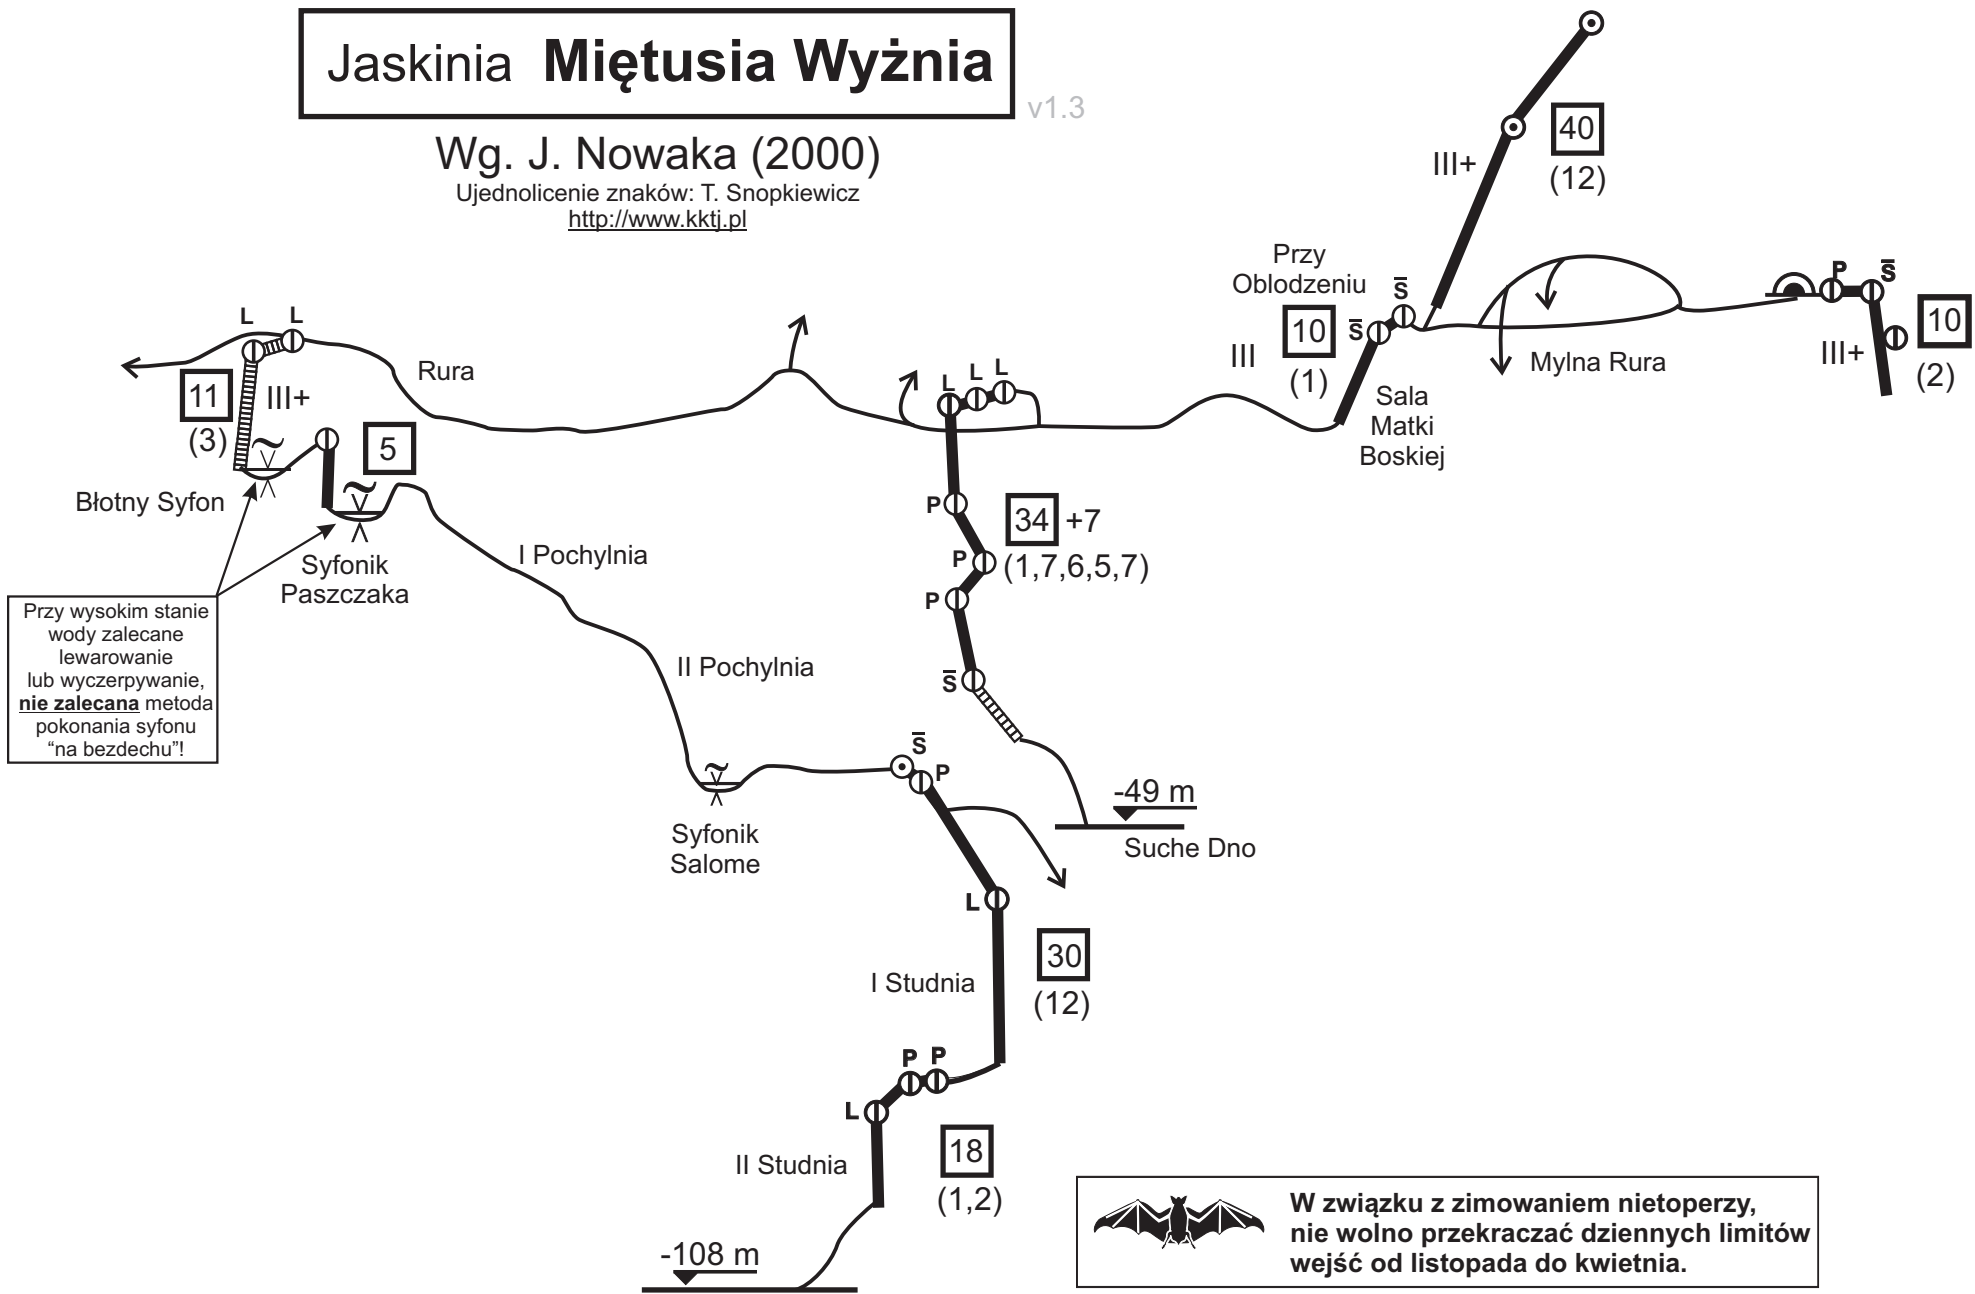 Jaskinia Miętusia Wyżnia
v1.3
Wg. J. Nowaka (2000)
Ujednolicenie znaków: T. Snopkiewicz
http://www.kktj.pl
40
III+
(12)
Przy
Oblodzeniu
S̄
S̄
10
III
(1)
Sala
Matki
Boskiej
Mylna Rura
P
S̄
10
III+
(2)
L
L
11
III+
(3)
Rura
5
Błotny Syfon
Syfonik
Paszczaka
Przy wysokim stanie
wody zalecane
lewarowanie
lub wyczerpywanie,
nie zalecana metoda
pokonania syfonu
“na bezdechu”!
I Pochylnia
II Pochylnia
L
L
L
P
34 +7
P
(1,7,6,5,7)
P
S̄
Syfonik
Salome
S̄
P
-49 m
Suche Dno
L
30
I Studnia
(12)
P
P
L
18
II Studnia
(1,2)
-108 m
W związku z zimowaniem nietoperzy,
nie wolno przekraczać dziennych limitów
wejść od listopada do kwietnia.